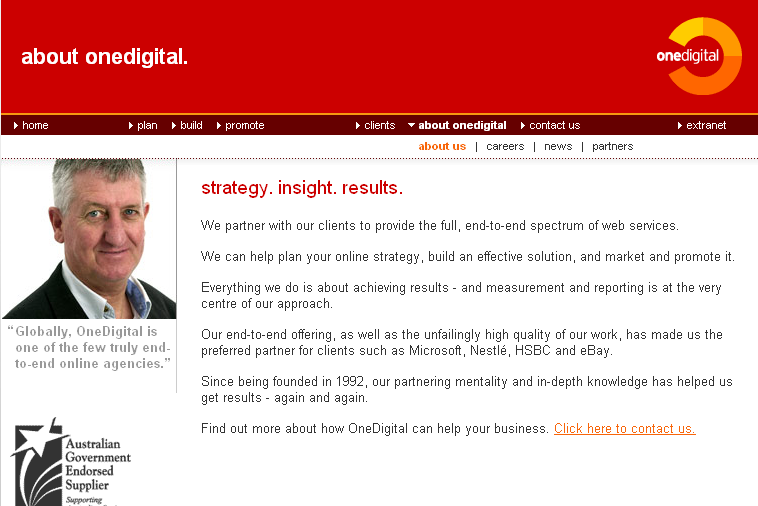 about onedigital.
onedigital
home
plan
build
promote
clients
about onedigital
contact us
extranet
about us | careers | news | partners
strategy. insight. results.
We partner with our clients to provide the full, end-to-end spectrum of web services.
We can help plan your online strategy, build an effective solution, and market and promote it.
Everything we do is about achieving results - and measurement and reporting is at the very
centre of our approach.
Our end-to-end offering, as well as the unfailingly high quality of our work, has made us the
preferred partner for clients such as Microsoft, Nestlé, HSBC and eBay.
Since being founded in 1992, our partnering mentality and in-depth knowledge has helped us
get results - again and again.
Find out more about how OneDigital can help your business. Click here to contact us.
“Globally, OneDigital is
one of the few truly end-
to-end online agencies.”
Australian
Government
Endorsed
Supplier
Supporting